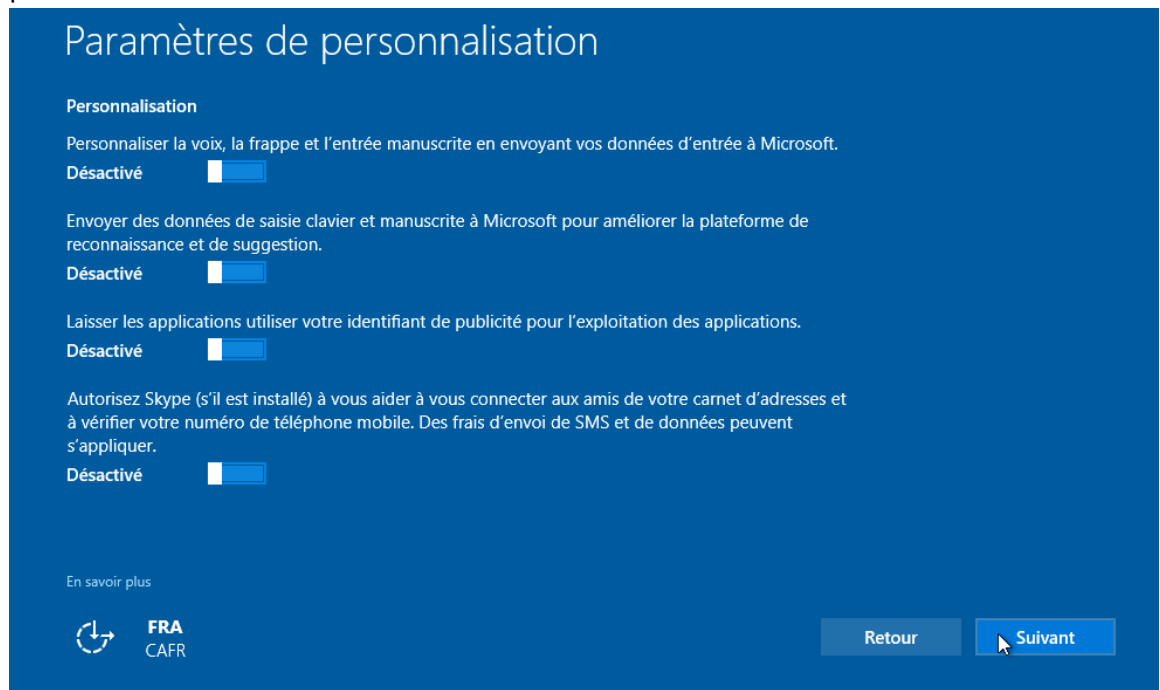 Paramètres de personnalisation
Personnalisation
Personnaliser la voix, la frappe et l'entrée manuscrite en envoyant vos données d'entrée à Microsoft.
Désactivé
Envoyer des données de saisie clavier et manuscrite à Microsoft pour améliorer la plateforme de
reconnaissance et de suggestion.
Désactivé
Laisser les applications utiliser votre identifiant de publicité pour l'exploitation des applications.
Désactivé
Autorisez Skype (s'il est installé) à vous aider à vous connecter aux amis de votre carnet d'adresses et
à vérifier votre numéro de téléphone mobile. Des frais d'envoi de SMS et de données peuvent
s'appliquer.
Désactivé
En savoir plus
FRA
CAFR
Retour
Suivant